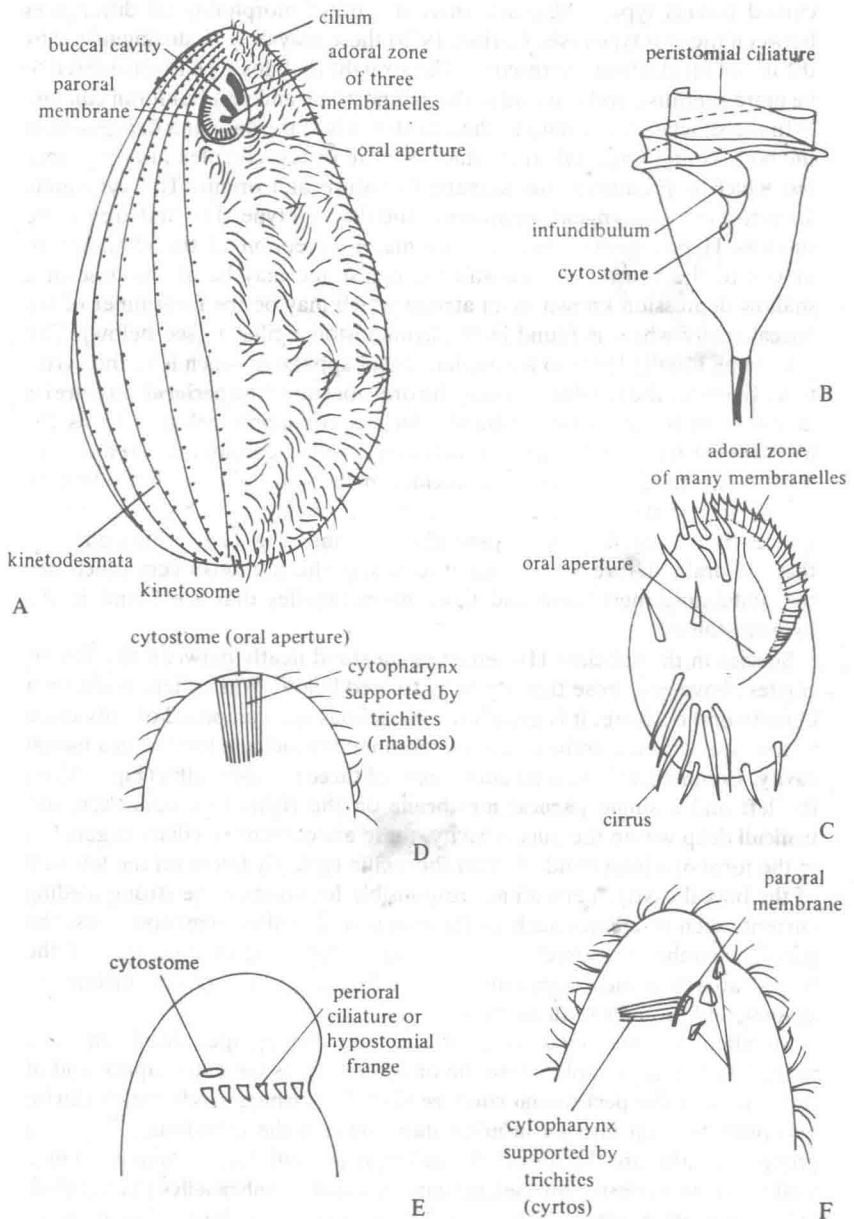 cilium
buccal cavity
adoral zone
of three
membranelles
paroral
membrane
oral aperture
kinetodesmata
kinetosome
A
peristomial ciliature
infundibulum
cytostome
B
adoral zone
of many membranelles
oral aperture
cirrus
C
cytostome (oral aperture)
cytopharynx
supported by
trichites
(rhabdos)
D
cytostome
perioral
ciliature or
hypostomial
frange
E
paroral
membrane
cytopharynx
supported by
trichites
(cyrtos)
F